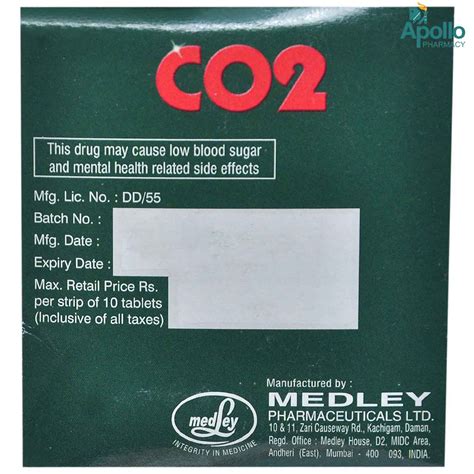 Apollo
PHARMACY
CO2
This drug may cause low blood sugar
and mental health related side effects
Mfg. Lic. No. : DD/55
Batch No. :
Mfg. Date :
Expiry Date :
Max. Retail Price Rs.
per strip of 10 tablets
(Inclusive of all taxes)
Manufactured by :
MEDLEY
PHARMACEUTICALS LTD.
10 & 11, Zari Causeway Rd., Kachigam, Daman,
Regd. Office : Medley House, D2, MIDC Area,
Andheri (East), Mumbai - 400 093, INDIA.
medley
INTEGRITY IN MEDICINE